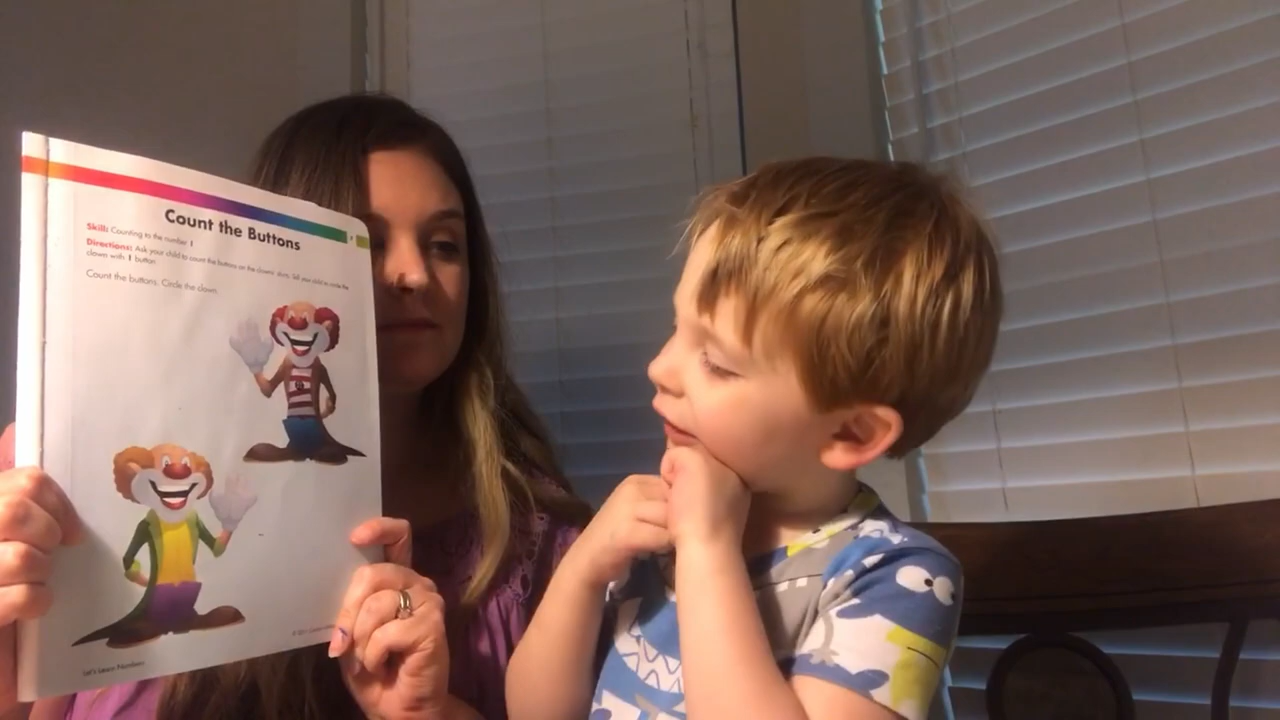 Count the Buttons
Skill: Counting to the number 1
Directions: Ask your child to count the buttons on the clowns' shirts. Tell your child to circle the
clown with 1 button.
Count the buttons. Circle the clown.
Let's Learn Numbers